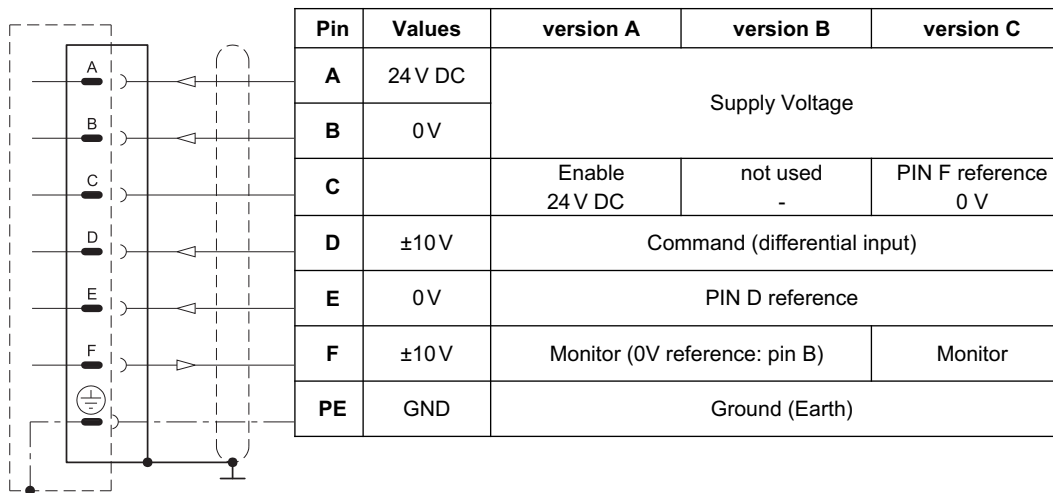 Pin Values version A version B version C
A
A 24 V DC
Supply Voltage
B
B 0 V
C
C Enable not used PIN F reference
24 V DC - 0 V
D
D ±10 V Command (differential input)
E
E 0 V PIN D reference
F
F ±10 V Monitor (0V reference: pin B) Monitor
PE GND Ground (Earth)